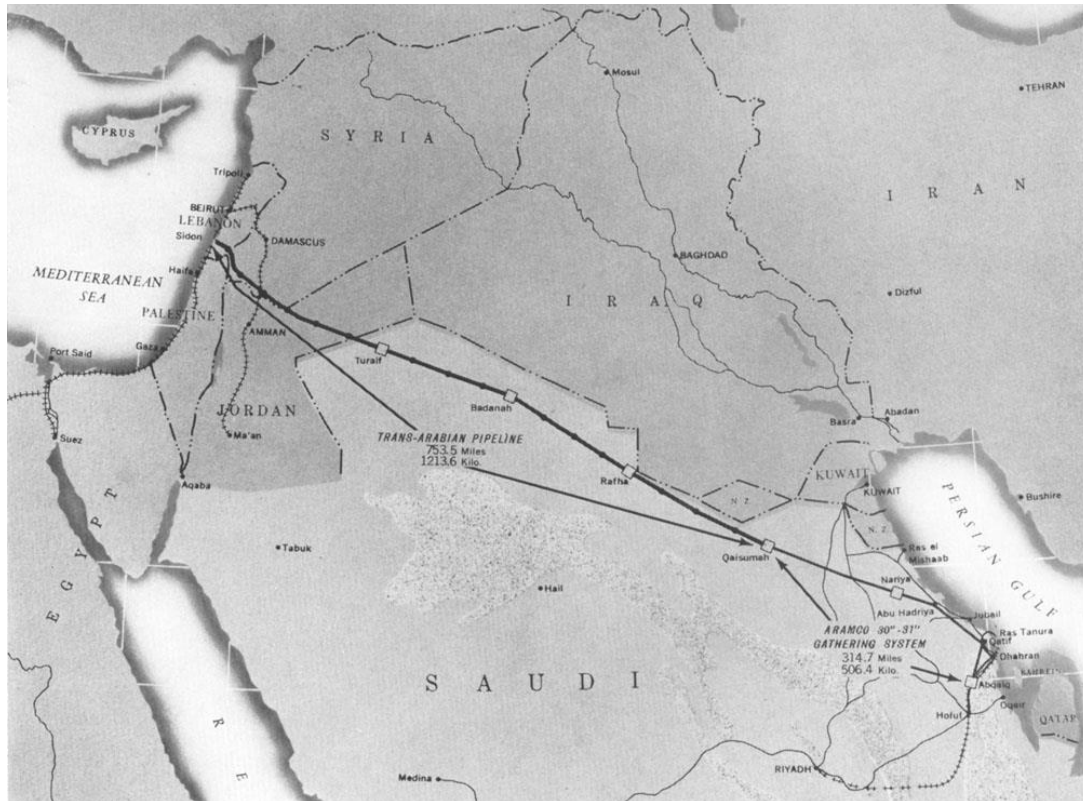 Mosul
TEHRAN
CYPRUS
SYRIA
IRAN
Tripoli
BEIRUT
LEBANON
Sidon
DAMASCUS
BAGHDAD
MEDITERRANEAN
SEA
Haifa
IRAQ
Dizful
PALESTINE
AMMAN
Gaza
Port Said
Turaif
Badanah
JORDAN
Abadan
Basra
Suez
Ma'an
TRANS-ARABIAN PIPELINE
753.5 Miles
1213.6 Kilo.
Aqaba
Rafha
KUWAIT
KUWAIT
N.Z.
Bushire
PERSIAN GULF
EGYPT
Tabuk
Qaisumah
N.Z.
Ras el
Mishaab
Hail
Nariya
Abu Hadriya
Jubail
ARAMCO 30"-31"
GATHERING SYSTEM
314.7 Miles
506.4 Kilo.
Ras Tanura
Qatif
Dhahran
BAHREIN
SAUDI
Abqaiq
Oqair
Hofuf
QATAR
RE
Medina
RIYADH